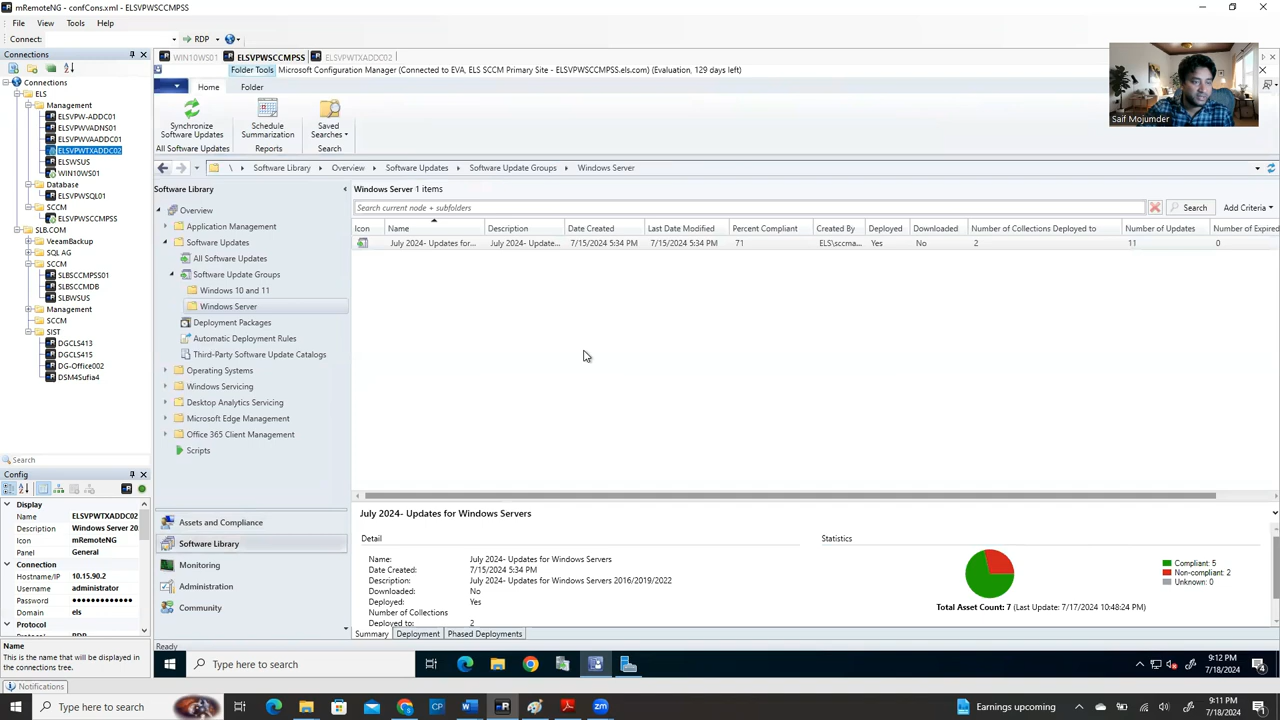 mRemoteNG - confCons.xml - ELSVPWSCCMPSS
File View Tools Help
Connect: RDP
Connections
Connections
ELS
Management
ELSVPW-ADDC01
ELSVPWVADNS01
ELSVPWVAADDC01
ELSVPWTXADDC02
ELSWSUS
WIN10WS01
Database
ELSVPWSQL01
SCCM
ELSVPWSCCMPSS
SLB.COM
VeeamBackup
SQL AG
SCCM
SLBSCCMPSS01
SLBSCCMDB
SLBWSUS
Management
SCCM
SIST
DGCLS413
DGCLS415
DG-Office002
DSM4Sufia4
Search
Config
Display
Name ELSVPWTXADDC02
Description Windows Server 20
Icon mRemoteNG
Panel General
Connection
Hostname/IP 10.15.90.2
Username administrator
Password ••••••••••••
Domain els
Protocol
Name
This is the name that will be displayed in the connections tree.
Notifications
WIN10WS01 ELSVPWSCCMPSS ELSVPWTXADDC02
Folder Tools Microsoft Configuration Manager (Connected to EVA, ELS SCCM Primary Site - ELSVPWSCCMPSS.els.com) (Evaluation, 129 days left)
Home Folder
Synchronize Software Updates
Schedule Summarization
Saved Searches
All Software Updates Reports Search
\ Software Library Overview Software Updates Software Update Groups Windows Server
Software Library
Overview
Application Management
Software Updates
All Software Updates
Software Update Groups
Windows 10 and 11
Windows Server
Deployment Packages
Automatic Deployment Rules
Third-Party Software Update Catalogs
Operating Systems
Windows Servicing
Desktop Analytics Servicing
Microsoft Edge Management
Office 365 Client Management
Scripts
Assets and Compliance
Software Library
Monitoring
Administration
Community
Windows Server 1 items
Search current node + subfolders Search Add Criteria
Icon Name Description Date Created Last Date Modified Percent Compliant Created By Deployed Downloaded Number of Collections Deployed to Number of Updates Number of Expired
July 2024- Updates for... July 2024- Update... 7/15/2024 5:34 PM 7/15/2024 5:34 PM ELS\sccma... Yes No 2 11 0
July 2024- Updates for Windows Servers
Detail
Name: July 2024- Updates for Windows Servers
Date Created: 7/15/2024 5:34 PM
Description: July 2024- Updates for Windows Servers 2016/2019/2022
Downloaded: No
Deployed: Yes
Number of Collections
Deployed to: 2
Statistics
Compliant: 5
Non-compliant: 2
Unknown: 0
Total Asset Count: 7 (Last Update: 7/17/2024 10:48:24 PM)
Summary Deployment Phased Deployments
Ready
Type here to search
9:12 PM
7/18/2024
4
Type here to search
Earnings upcoming
9:11 PM
7/18/2024
1
Saif Mojumder